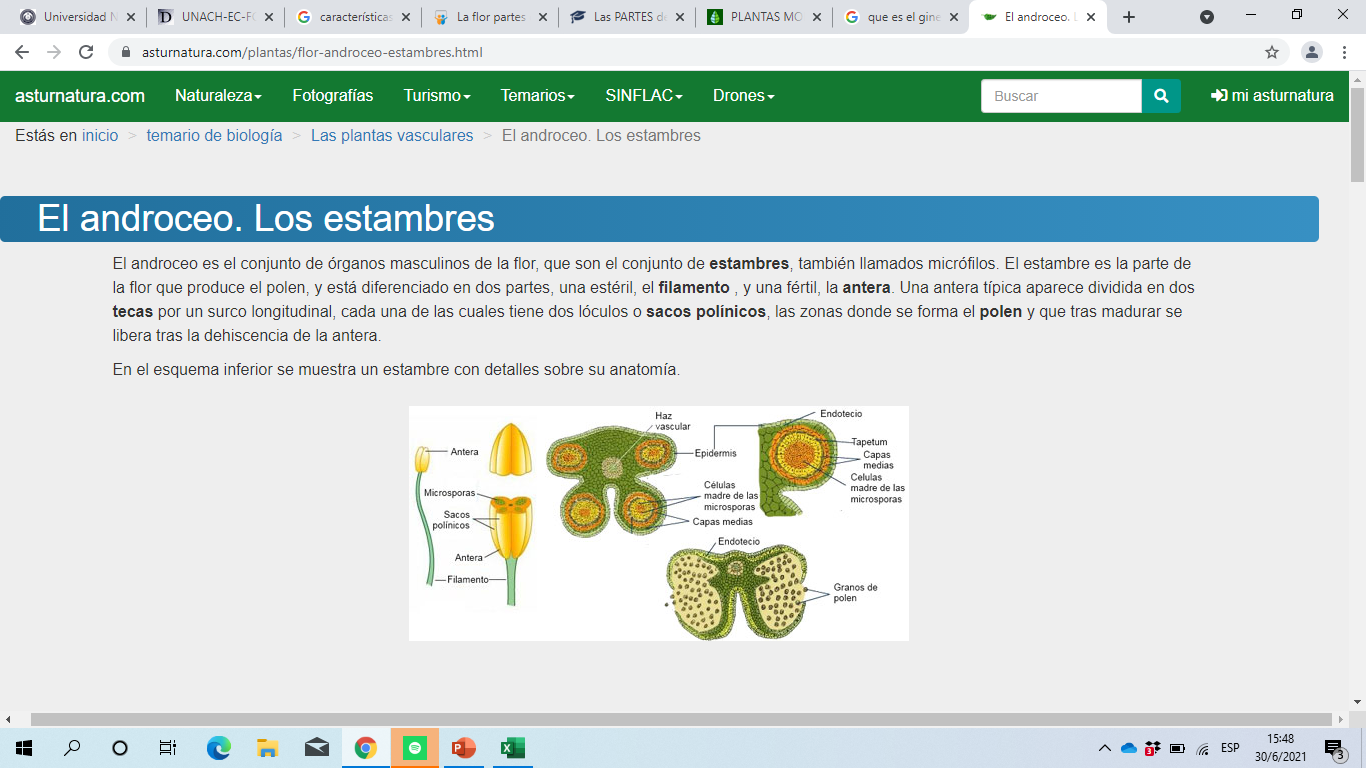 Universidad N
UNACH-EC-FC
características
La flor partes
Las PARTES de
PLANTAS MO
que es el gine
El androceo. L
asturnatura.com/plantas/flor-androceo-estambres.html
asturnatura.com Naturaleza Fotografías Turismo Temarios SINFLAC Drones Buscar mi asturnatura
Estás en inicio > temario de biología > Las plantas vasculares > El androceo. Los estambres
El androceo. Los estambres
El androceo es el conjunto de órganos masculinos de la flor, que son el conjunto de estambres, también llamados micrófilos. El estambre es la parte de
la flor que produce el polen, y está diferenciado en dos partes, una estéril, el filamento , y una fértil, la antera. Una antera típica aparece dividida en dos
tecas por un surco longitudinal, cada una de las cuales tiene dos lóculos o sacos polínicos, las zonas donde se forma el polen y que tras madurar se
libera tras la dehiscencia de la antera.
En el esquema inferior se muestra un estambre con detalles sobre su anatomía.
Antera
Microsporas
Sacos
polínicos
Antera
Filamento
Haz
vascular
Epidermis
Células
madre de las
microsporas
Capas medias
Endotecio
Tapetum
Capas
medias
Celulas
madre de las
microsporas
Endotecio
Granos de
polen
ESP
15:48
30/6/2021
3
3